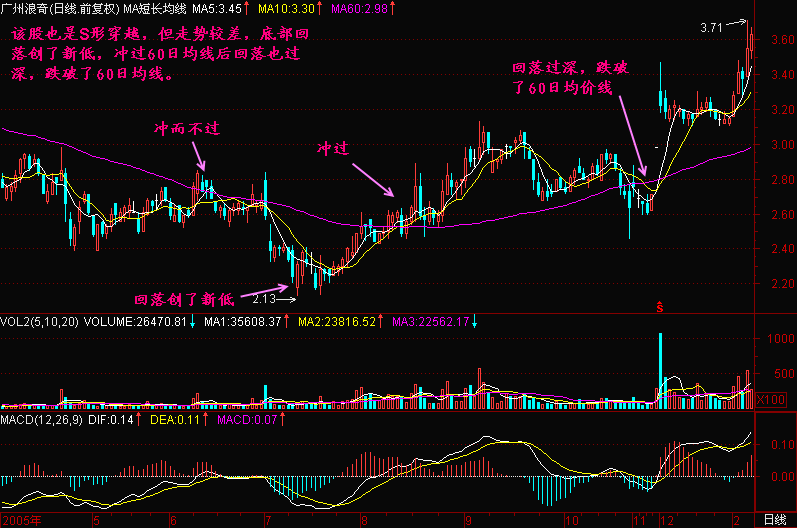 广州浪奇(日线.前复权) MA短长均线 MA5:3.45↑ MA10:3.30↑ MA60:2.98↑
该股也是S形穿越，但走势较差，底部回
落创了新低，冲过60日均线后回落也过
深，跌破了60日均线。
3.71
3.60
回落过深，跌破
了60日均价线
3.40
3.20
冲而不过
冲过
3.00
2.80
2.60
2.40
2.20
回落创了新低
2.13
S
VOL2(5,10,20) VOLUME:26470.81↓ MA1:35608.37↑ MA2:23816.52↑ MA3:22562.17↓
1000
500
X100
MACD(12,26,9) DIF:0.14↑ DEA:0.11↑ MACD:0.07↑
0.10
0.00
2005年 5 6 7 8 9 10 11 12 2 日线